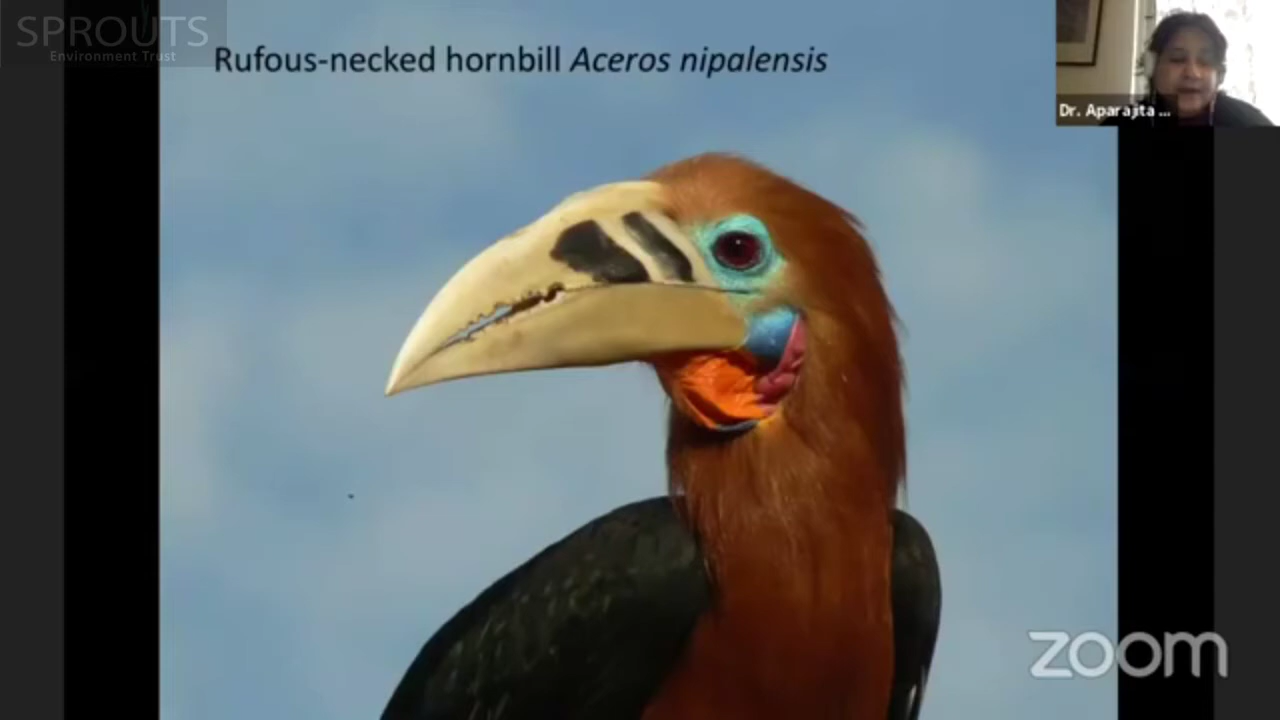 SPROUTS
Environment Trust
Rufous-necked hornbill Aceros nipalensis
Dr. Aparajita ...
zoom